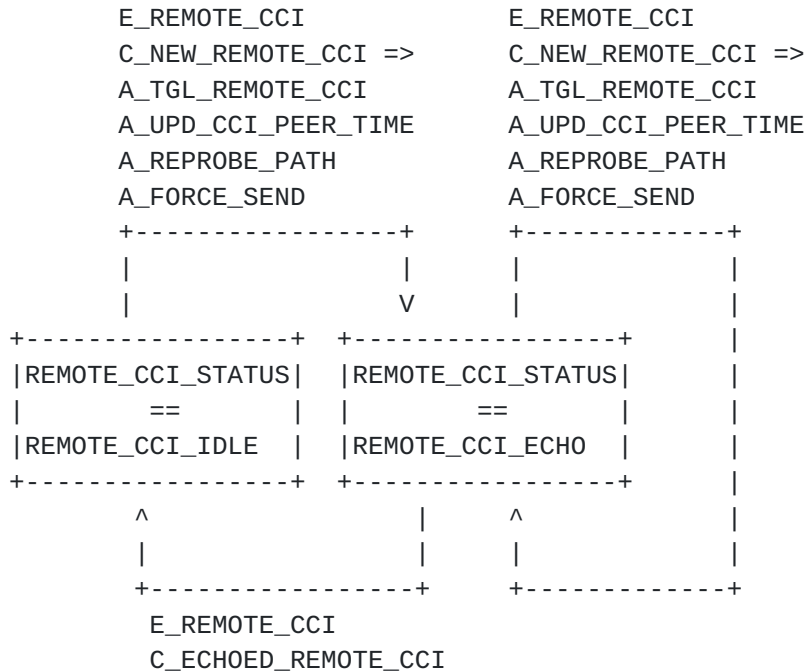 E_REMOTE_CCI E_REMOTE_CCI
C_NEW_REMOTE_CCI => C_NEW_REMOTE_CCI =>
A_TGL_REMOTE_CCI A_TGL_REMOTE_CCI
A_UPD_CCI_PEER_TIME A_UPD_CCI_PEER_TIME
A_REPROBE_PATH A_REPROBE_PATH
A_FORCE_SEND A_FORCE_SEND
V
REMOTE_CCI_STATUS REMOTE_CCI_STATUS
== ==
REMOTE_CCI_IDLE REMOTE_CCI_ECHO
E_REMOTE_CCI
C_ECHOED_REMOTE_CCI